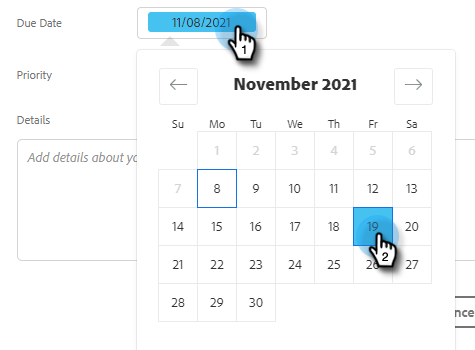 Due Date
11/08/2021
1
Priority
Details
Add details about yo
November 2021
Su Mo Tu We Th Fr Sa
1 2 3 4 5 6
7 8 9 10 11 12 13
14 15 16 17 18 19 20
2
21 22 23 24 25 26 27
28 29 30
nce